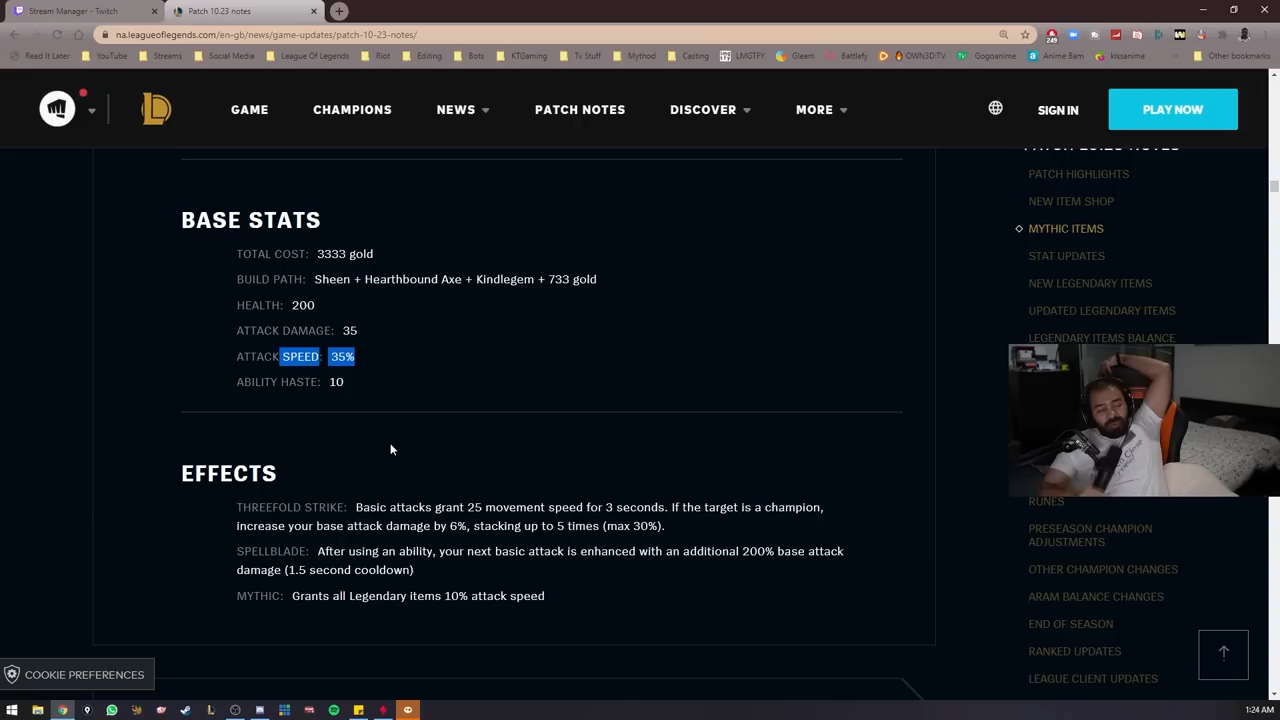 Stream Manager - Twitch
Patch 10.23 notes
na.leagueoflegends.com/en-gb/news/game-updates/patch-10-23-notes/
249
Read It Later YouTube Streams Social Media League Of Legends Riot Editing Bots KTGaming Tv Stuff Mythod Casting LMGTFY Gleam Battlefy OWN3D:TV Gogoanime Anime Bam kissanime Other bookmarks
GAME CHAMPIONS NEWS PATCH NOTES DISCOVER MORE SIGN IN PLAY NOW
PATCH 10.23 NOTES
PATCH HIGHLIGHTS
NEW ITEM SHOP
MYTHIC ITEMS
STAT UPDATES
NEW LEGENDARY ITEMS
UPDATED LEGENDARY ITEMS
LEGENDARY ITEMS BALANCE
RUNES
PRESEASON CHAMPION
ADJUSTMENTS
OTHER CHAMPION CHANGES
ARAM BALANCE CHANGES
END OF SEASON
RANKED UPDATES
LEAGUE CLIENT UPDATES
BASE STATS
TOTAL COST: 3333 gold
BUILD PATH: Sheen + Hearthbound Axe + Kindlegem + 733 gold
HEALTH: 200
ATTACK DAMAGE: 35
ATTACK SPEED: 35%
ABILITY HASTE: 10
EFFECTS
THREEFOLD STRIKE: Basic attacks grant 25 movement speed for 3 seconds. If the target is a champion,
increase your base attack damage by 6%, stacking up to 5 times (max 30%).
SPELLBLADE: After using an ability, your next basic attack is enhanced with an additional 200% base attack
damage (1.5 second cooldown)
MYTHIC: Grants all Legendary items 10% attack speed
COOKIE PREFERENCES
1:24 AM